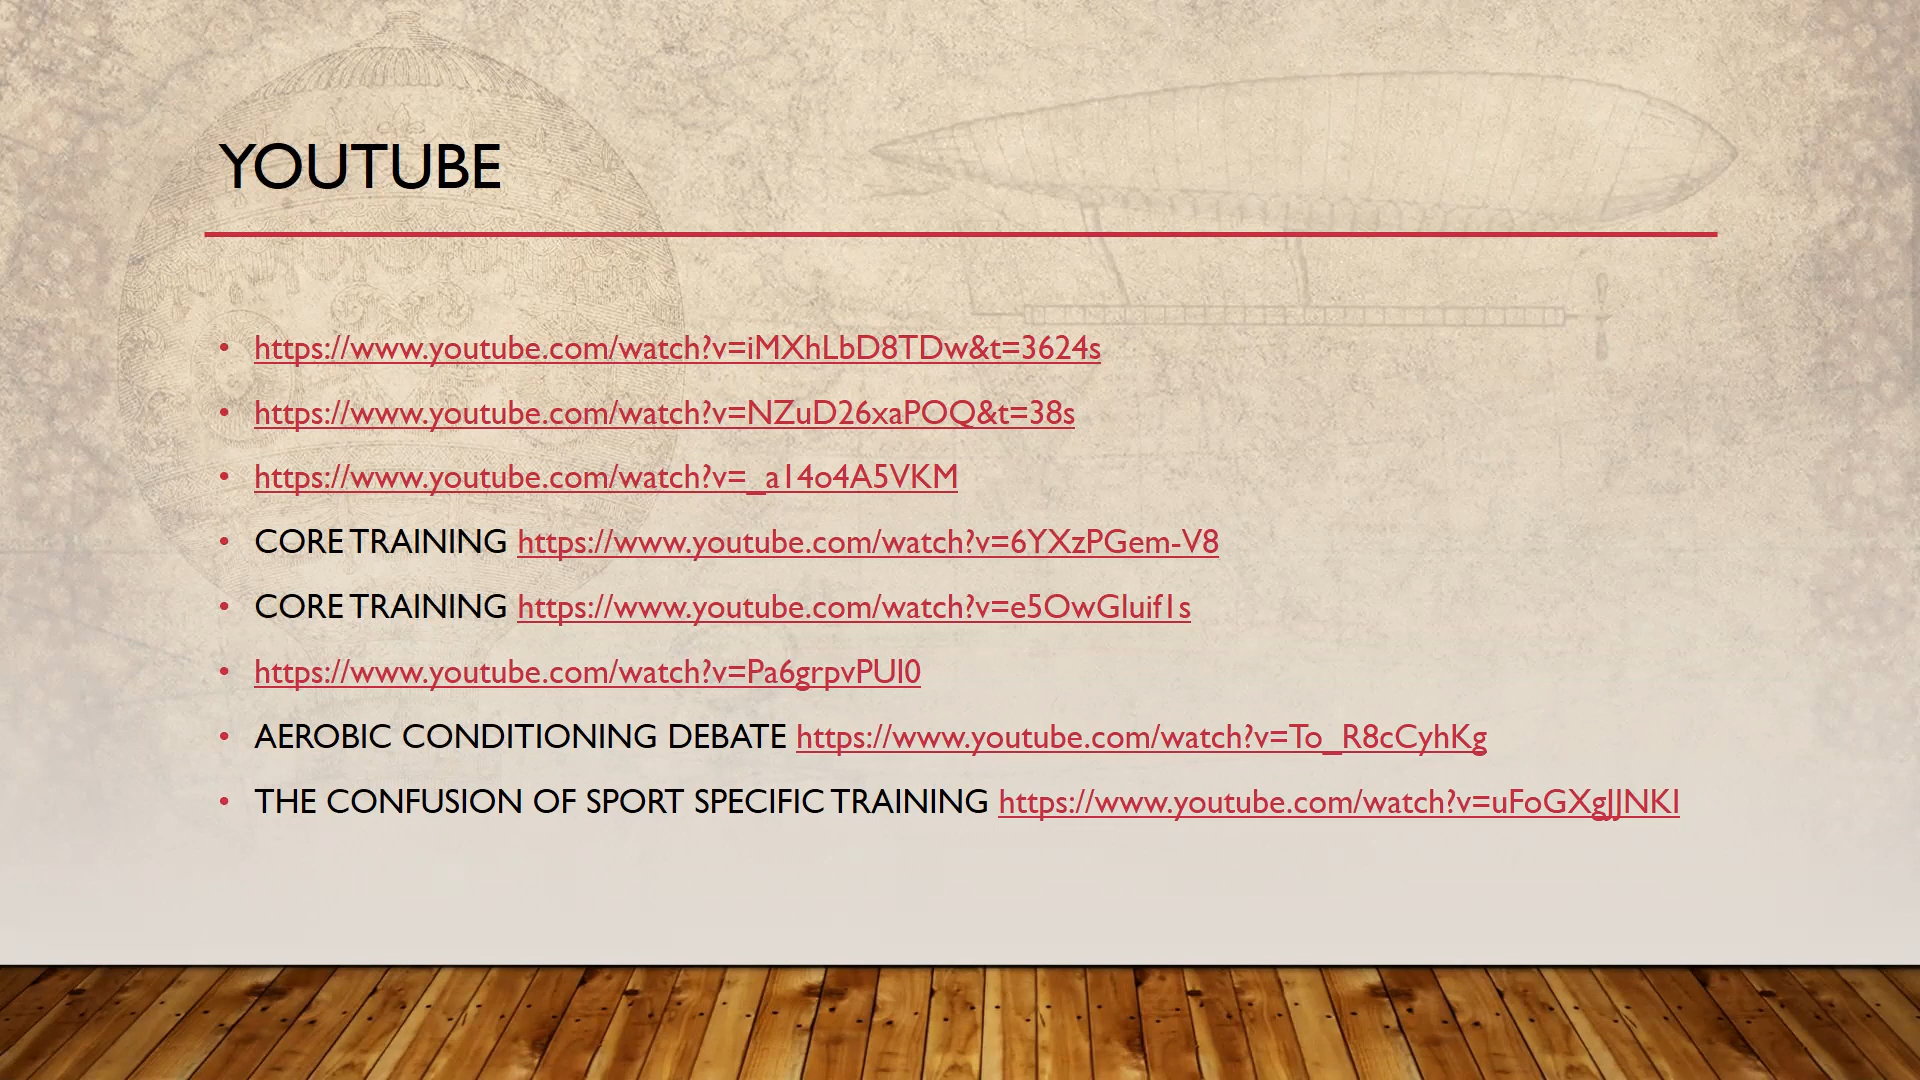 YOUTUBE
https://www.youtube.com/watch?v=iMXhLbD8TDw&t=3624s
https://www.youtube.com/watch?v=NZuD26xaPOQ&t=38s
https://www.youtube.com/watch?v=_a14o4A5VKM
CORE TRAINING https://www.youtube.com/watch?v=6YXzPGem-V8
CORE TRAINING https://www.youtube.com/watch?v=e5OwGluif1s
https://www.youtube.com/watch?v=Pa6grpvPUI0
AEROBIC CONDITIONING DEBATE https://www.youtube.com/watch?v=To_R8cCyhKg
THE CONFUSION OF SPORT SPECIFIC TRAINING https://www.youtube.com/watch?v=uFoGXgJJNKI